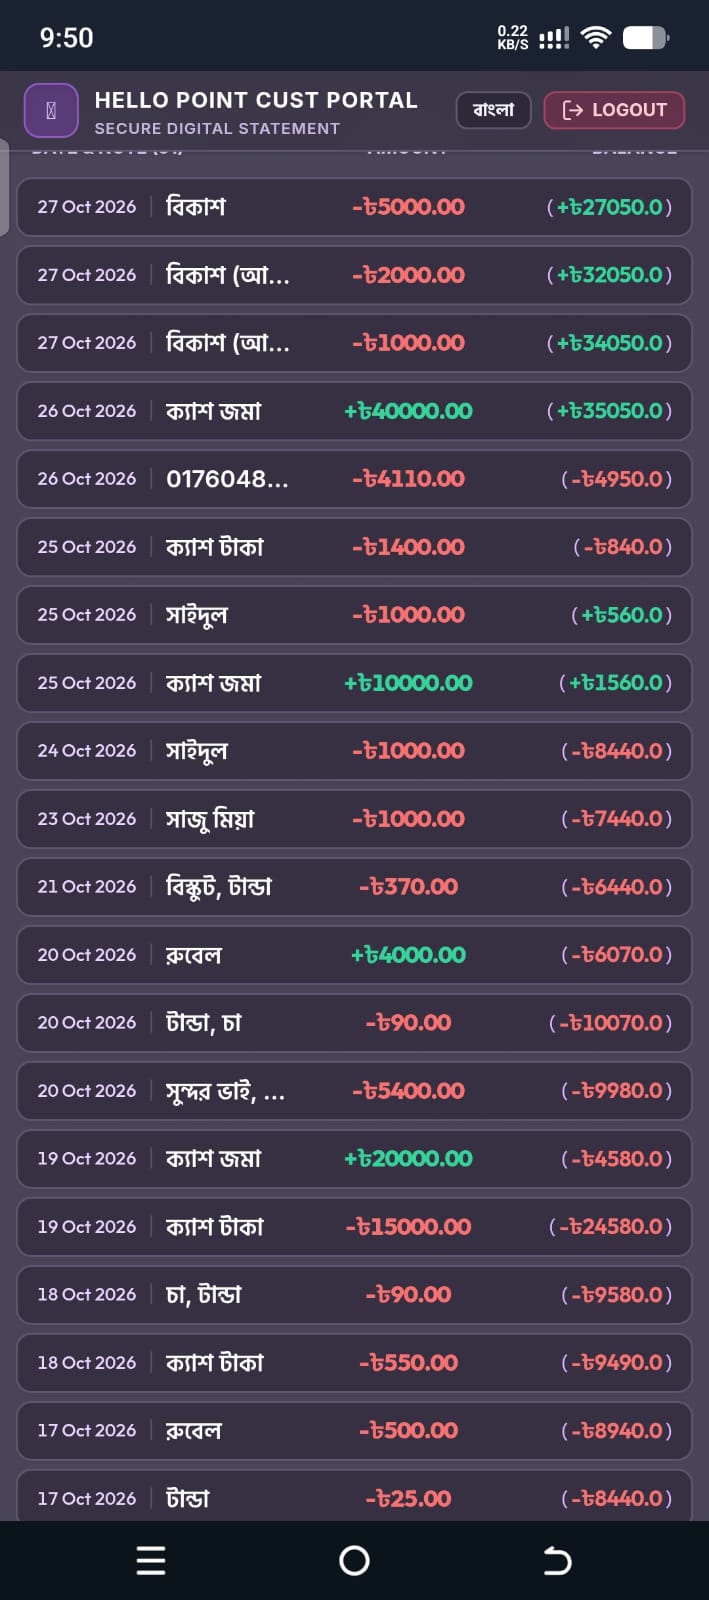 9:50
0.22
KB/S
HELLO POINT CUST PORTAL
SECURE DIGITAL STATEMENT
বাংলা
LOGOUT
27 Oct 2026 বিকাশ -৳5000.00 (+৳27050.0)
27 Oct 2026 বিকাশ (আ... -৳2000.00 (+৳32050.0)
27 Oct 2026 বিকাশ (আ... -৳1000.00 (+৳34050.0)
26 Oct 2026 ক্যাশ জমা +৳40000.00 (+৳35050.0)
26 Oct 2026 0176048... -৳4110.00 (-৳4950.0)
25 Oct 2026 ক্যাশ টাকা -৳1400.00 (-৳840.0)
25 Oct 2026 সাইদুল -৳1000.00 (+৳560.0)
25 Oct 2026 ক্যাশ জমা +৳10000.00 (+৳1560.0)
24 Oct 2026 সাইদুল -৳1000.00 (-৳8440.0)
23 Oct 2026 সাজু মিয়া -৳1000.00 (-৳7440.0)
21 Oct 2026 বিস্কুট, টান্ডা -৳370.00 (-৳6440.0)
20 Oct 2026 রুবেল +৳4000.00 (-৳6070.0)
20 Oct 2026 টান্ডা, চা -৳90.00 (-৳10070.0)
20 Oct 2026 সুন্দর ভাই, ... -৳5400.00 (-৳9980.0)
19 Oct 2026 ক্যাশ জমা +৳20000.00 (-৳4580.0)
19 Oct 2026 ক্যাশ টাকা -৳15000.00 (-৳24580.0)
18 Oct 2026 চা, টান্ডা -৳90.00 (-৳9580.0)
18 Oct 2026 ক্যাশ টাকা -৳550.00 (-৳9490.0)
17 Oct 2026 রুবেল -৳500.00 (-৳8940.0)
17 Oct 2026 টান্ডা -৳25.00 (-৳8440.0)